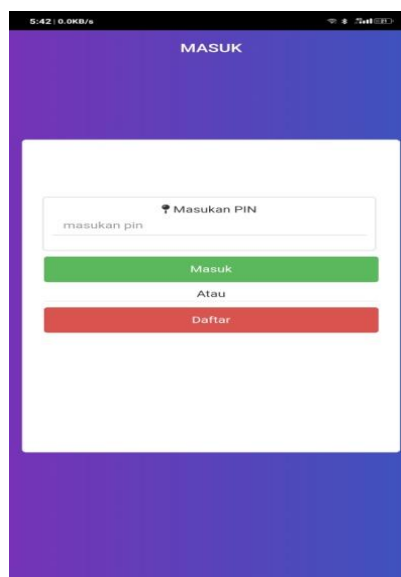 5:42 | 0.0KB/s
MASUK
Masukan PIN
masukan pin
Masuk
Atau
Daftar